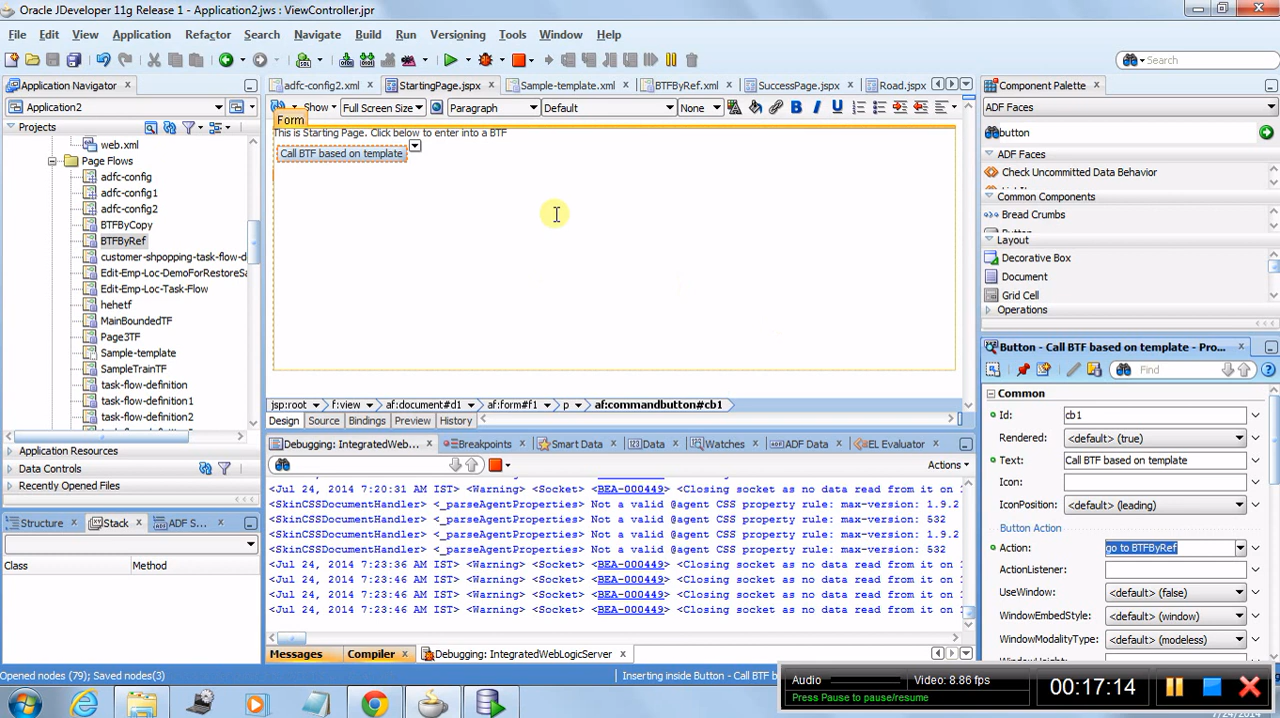 Oracle JDeveloper 11g Release 1 - Application2.jws : ViewController.jpr
File Edit View Application Refactor Search Navigate Build Run Versioning Tools Window Help
Search
Application Navigator
Application2
Projects
web.xml
Page Flows
adfc-config
adfc-config1
adfc-config2
BTFByCopy
BTFByRef
customer-shpopping-task-flow-d
Edit-Emp-Loc-DemoForRestoreSa
Edit-Emp-Loc-Task-Flow
hehetf
MainBoundedTF
Page3TF
Sample-template
SampleTrainTF
task-flow-definition
task-flow-definition1
task-flow-definition2
Application Resources
Data Controls
Recently Opened Files
Structure Stack ADF S...
Class Method
adfc-config2.xml StartingPage.jspx Sample-template.xml BTFByRef.xml SuccessPage.jspx Road.jspx
Show Full Screen Size Paragraph Default None
Form
This is Starting Page. Click below to enter into a BTF
Call BTF based on template
jsp:root f:view af:document#d1 af:form#f1 p af:commandbutton#cb1
Design Source Bindings Preview History
Debugging: IntegratedWeb... Breakpoints Smart Data Data Watches ADF Data EL Evaluator
Actions
<Jul 24, 2014 7:20:31 AM IST> <Warning> <Socket> <BEA-000449> <Closing socket as no data read from it on
<SkinCSSDocumentHandler> <_parseAgentProperties> Not a valid @agent CSS property rule: max-version: 1.9.2
<SkinCSSDocumentHandler> <_parseAgentProperties> Not a valid @agent CSS property rule: max-version: 532
<SkinCSSDocumentHandler> <_parseAgentProperties> Not a valid @agent CSS property rule: max-version: 1.9.2
<SkinCSSDocumentHandler> <_parseAgentProperties> Not a valid @agent CSS property rule: max-version: 532
<Jul 24, 2014 7:23:36 AM IST> <Warning> <Socket> <BEA-000449> <Closing socket as no data read from it on
<Jul 24, 2014 7:23:46 AM IST> <Warning> <Socket> <BEA-000449> <Closing socket as no data read from it on
<Jul 24, 2014 7:23:46 AM IST> <Warning> <Socket> <BEA-000449> <Closing socket as no data read from it on
<Jul 24, 2014 7:23:46 AM IST> <Warning> <Socket> <BEA-000449> <Closing socket as no data read from it on
Messages Compiler Debugging: IntegratedWebLogicServer
Component Palette
ADF Faces
button
ADF Faces
Check Uncommitted Data Behavior
Common Components
Bread Crumbs
Layout
Decorative Box
Document
Grid Cell
Operations
Button - Call BTF based on template - Pro...
Find
Common
Id: cb1
Rendered: <default> (true)
Text: Call BTF based on template
Icon:
IconPosition: <default> (leading)
Button Action
Action: go to BTFByRef
ActionListener:
UseWindow: <default> (false)
WindowEmbedStyle: <default> (window)
WindowModalityType: <default> (modeless)
Opened nodes (79); Saved nodes(3)
Inserting inside Button - Call B
Audio Video: 8.86 fps
Press Pause to pause/resume
00:17:14